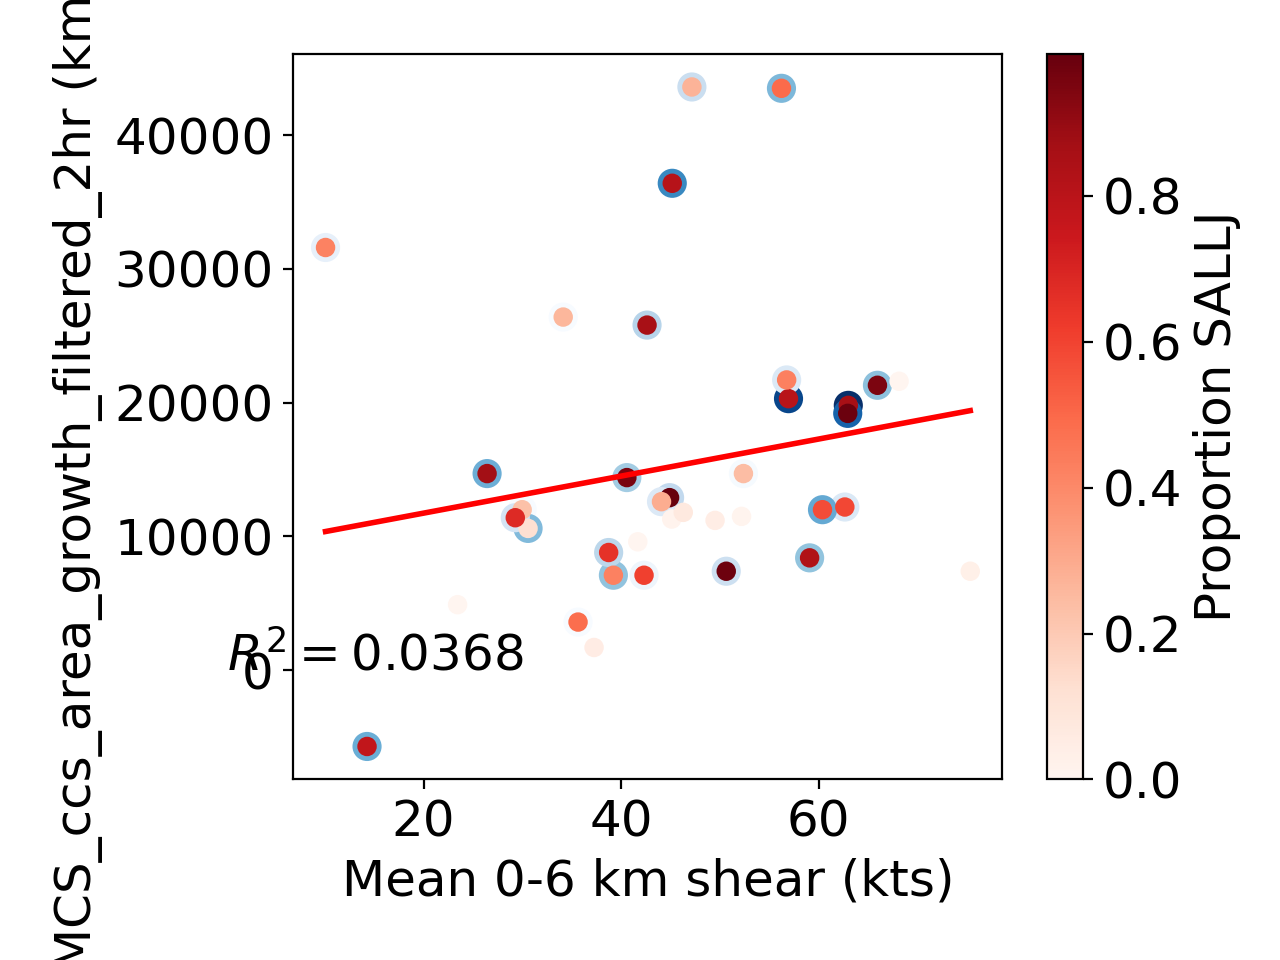 MCS_ccs_area_growth_filtered_2hr (km
40000
30000
20000
10000
0
R² = 0.0368
20 40 60
Mean 0-6 km shear (kts)
0.8
0.6
0.4
0.2
0.0
Proportion SALLJ